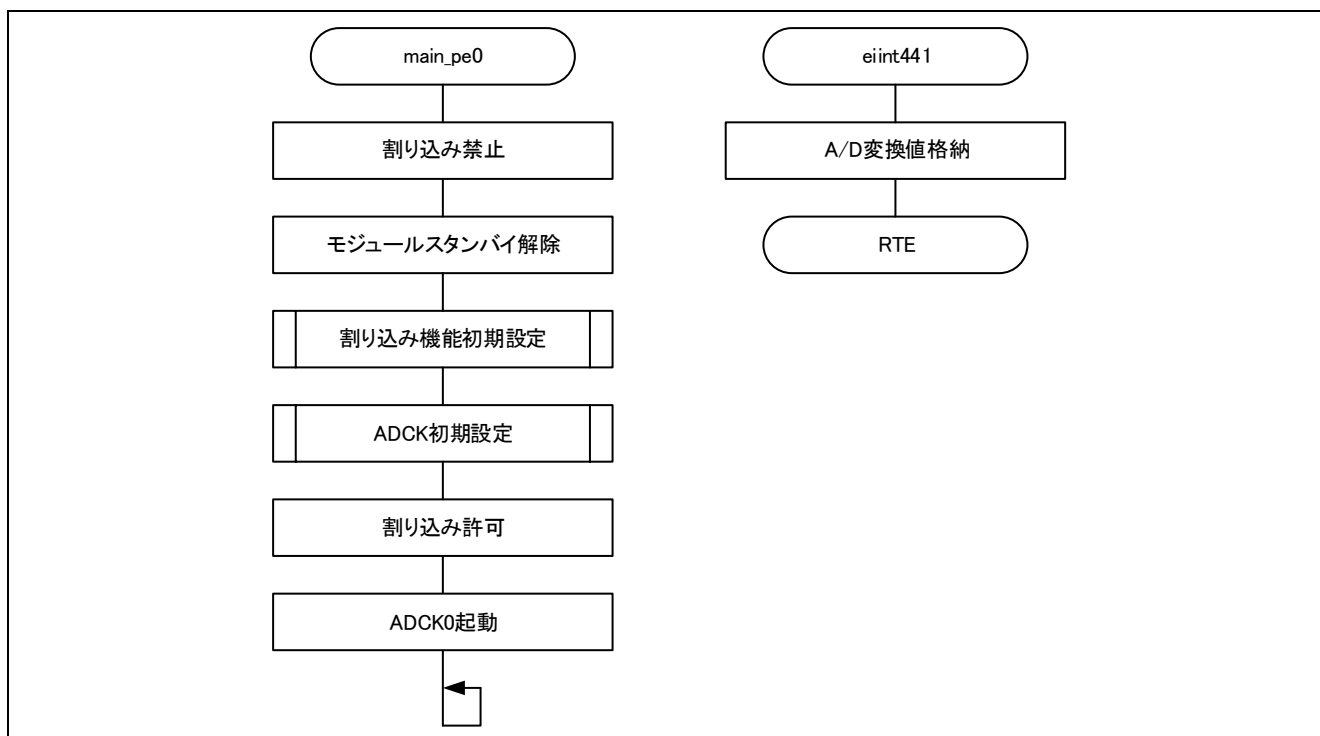 main_pe0
割り込み禁止
モジュールスタンバイ解除
割り込み機能初期設定
ADCK初期設定
割り込み許可
ADCK0起動
eiint441
A/D変換値格納
RTE